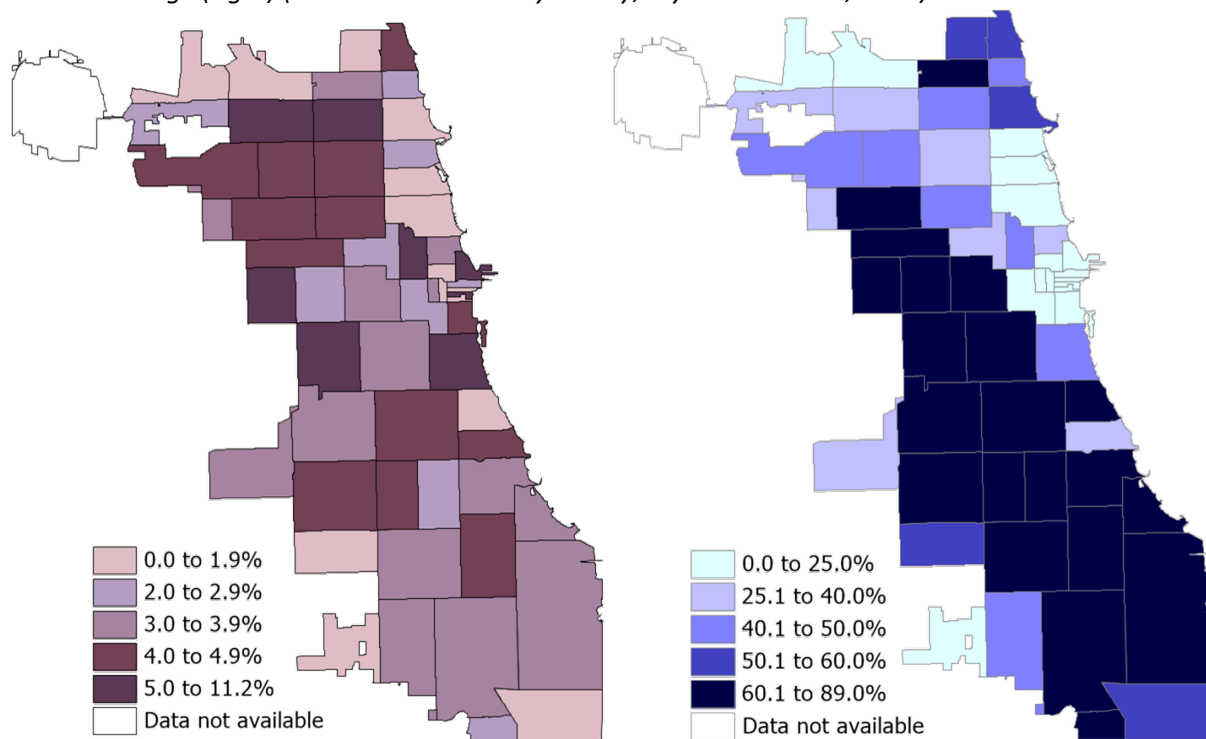 0.0 to 1.9%
2.0 to 2.9%
3.0 to 3.9%
4.0 to 4.9%
5.0 to 11.2%
Data not available
0.0 to 25.0%
25.1 to 40.0%
40.1 to 50.0%
50.1 to 60.0%
60.1 to 89.0%
Data not available